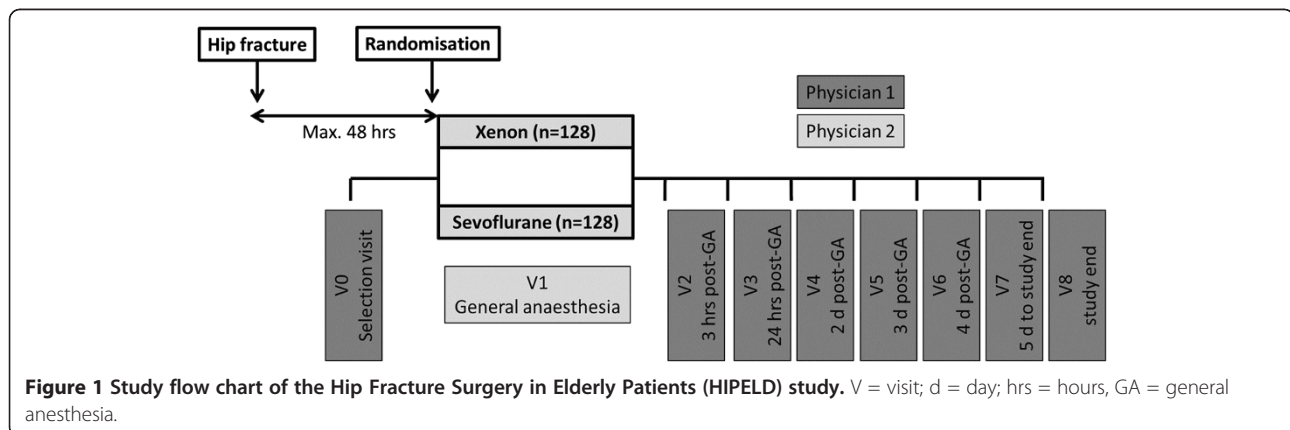 Hip fracture
Randomisation
Max. 48 hrs
Xenon (n=128)
Sevoflurane (n=128)
Physician 1
Physician 2
V0
Selection visit
V1
General anaesthesia
V2
3 hrs post-GA
V3
24 hrs post-GA
V4
2 d post-GA
V5
3 d post-GA
V6
4 d post-GA
V7
5 d to study end
V8
study end
Figure 1 Study flow chart of the Hip Fracture Surgery in Elderly Patients (HIPELD) study. V = visit; d = day; hrs = hours, GA = general
anesthesia.